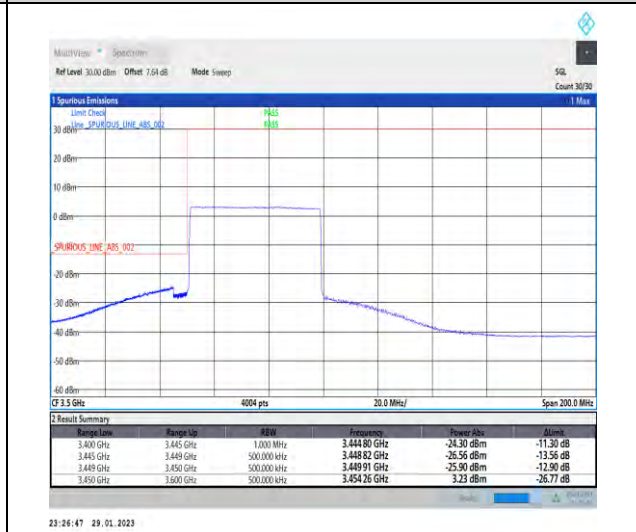 MultiView Spectrum
Ref Level 30.00 dBm Offset 7.64 dB Mode Sweep SGL
Count 30/30
1 Spurious Emissions 1 Max
Limit Check PASS
Line _SPURIOUS_LINE_ABS_002 PASS
30 dBm
20 dBm
10 dBm
0 dBm
_SPURIOUS_LINE_ABS_002
-20 dBm
-30 dBm
-40 dBm
-50 dBm
-60 dBm
CF 3.5 GHz 4004 pts 20.0 MHz/ Span 200.0 MHz
2 Result Summary
Range Low Range Up RBW Frequency Power Abs ΔLimit
3.400 GHz 3.445 GHz 1.000 MHz 3.444 80 GHz -24.30 dBm -11.30 dB
3.445 GHz 3.449 GHz 500.000 kHz 3.448 82 GHz -26.56 dBm -13.56 dB
3.449 GHz 3.450 GHz 500.000 kHz 3.449 91 GHz -25.90 dBm -12.90 dB
3.450 GHz 3.600 GHz 500.000 kHz 3.454 26 GHz 3.23 dBm -26.77 dB
Ready
23:26:47 29.01.2023